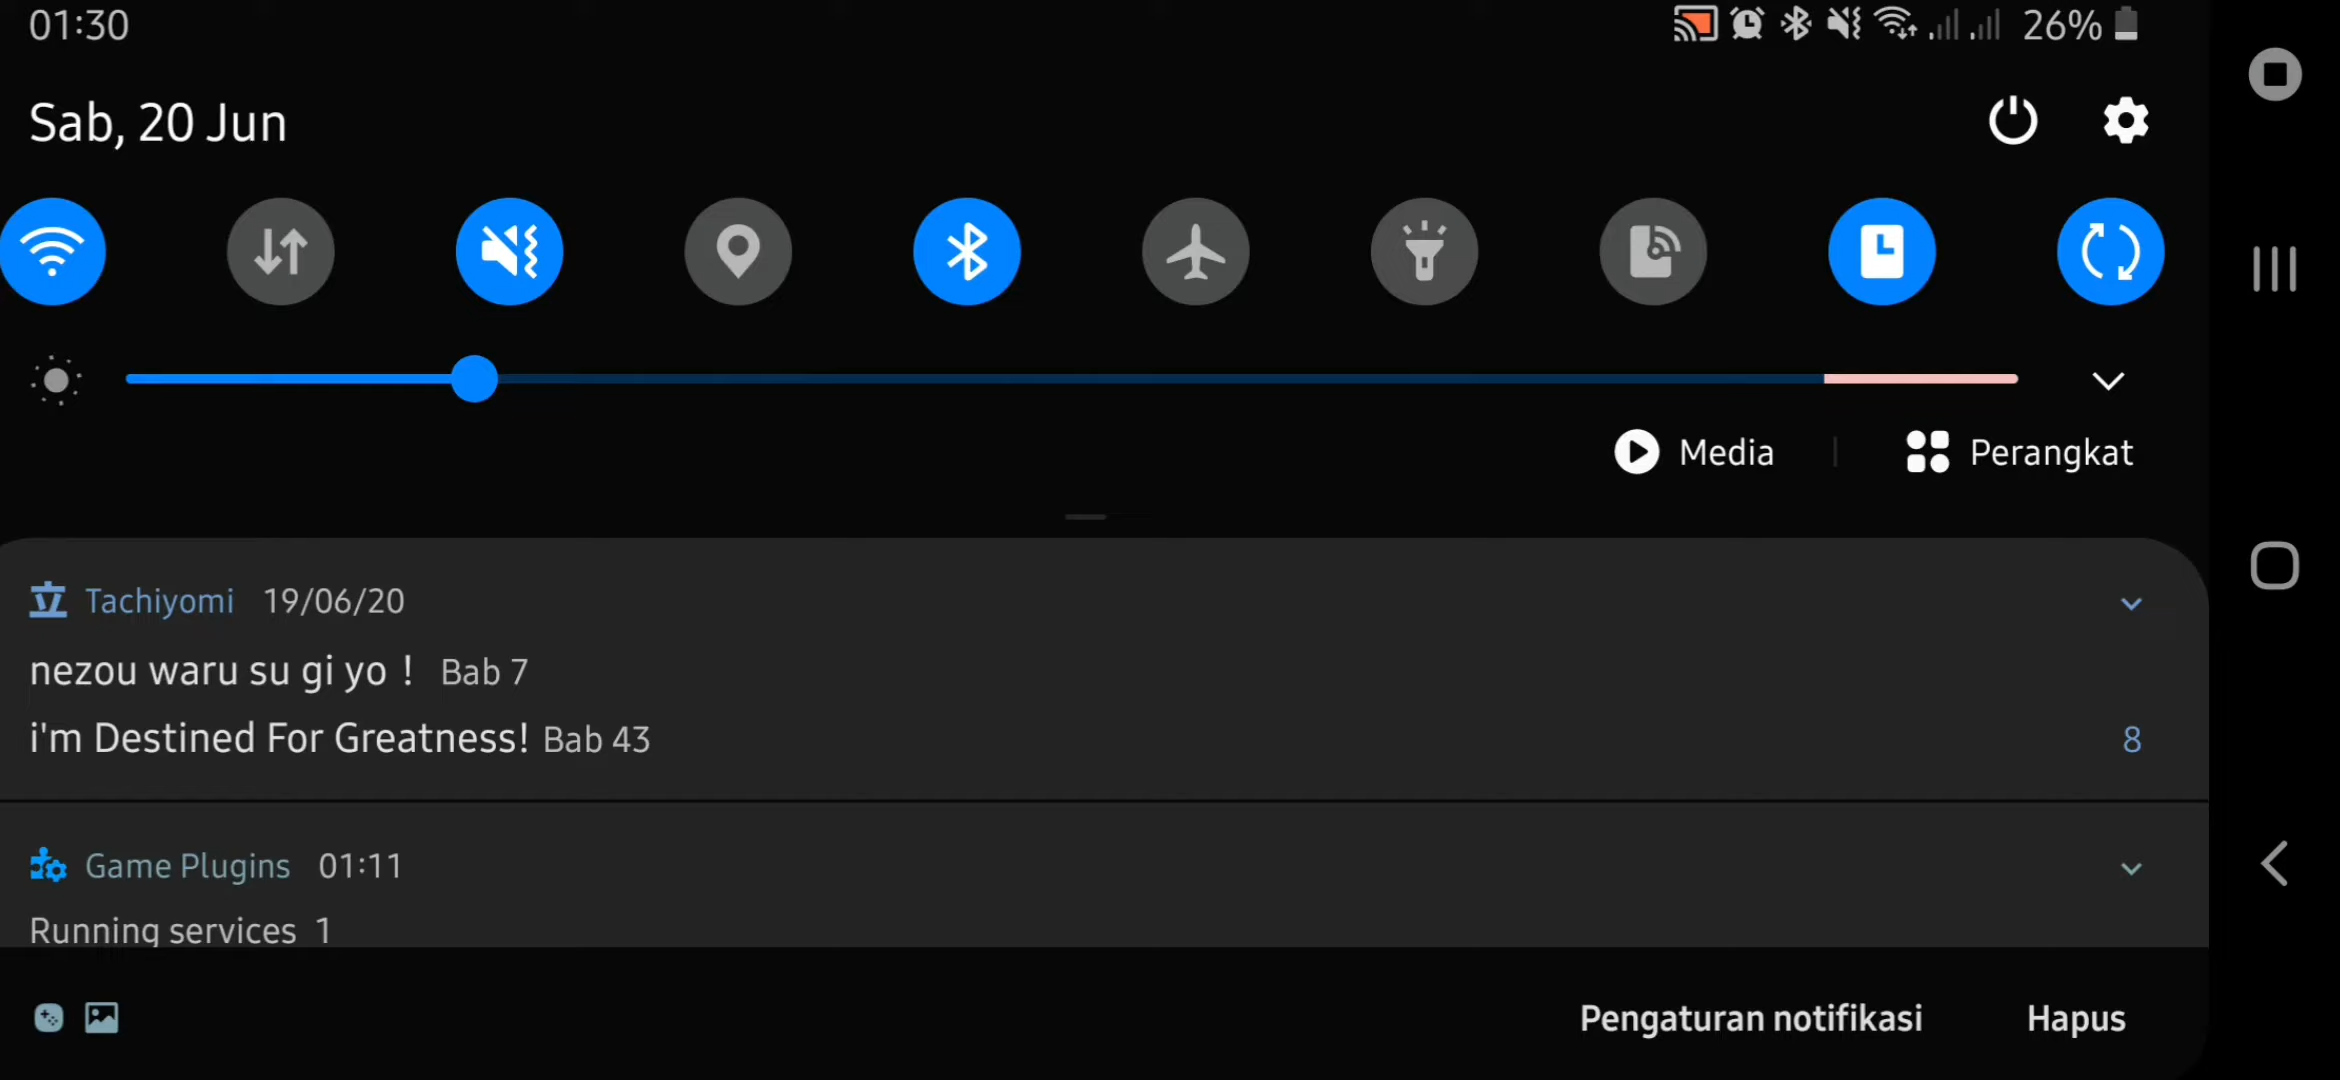 01:30
26%
Sab, 20 Jun
Media
Perangkat
Tachiyomi 19/06/20
nezou waru su gi yo ! Bab 7
i'm Destined For Greatness! Bab 43
8
Game Plugins 01:11
Running services 1
Pengaturan notifikasi
Hapus